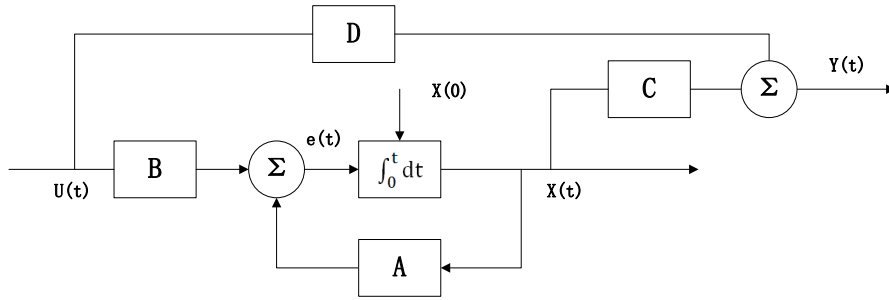 D
Y(t)
C
Σ
X(0)
e(t)
B
Σ
∫₀ᵗ dt
U(t)
X(t)
A